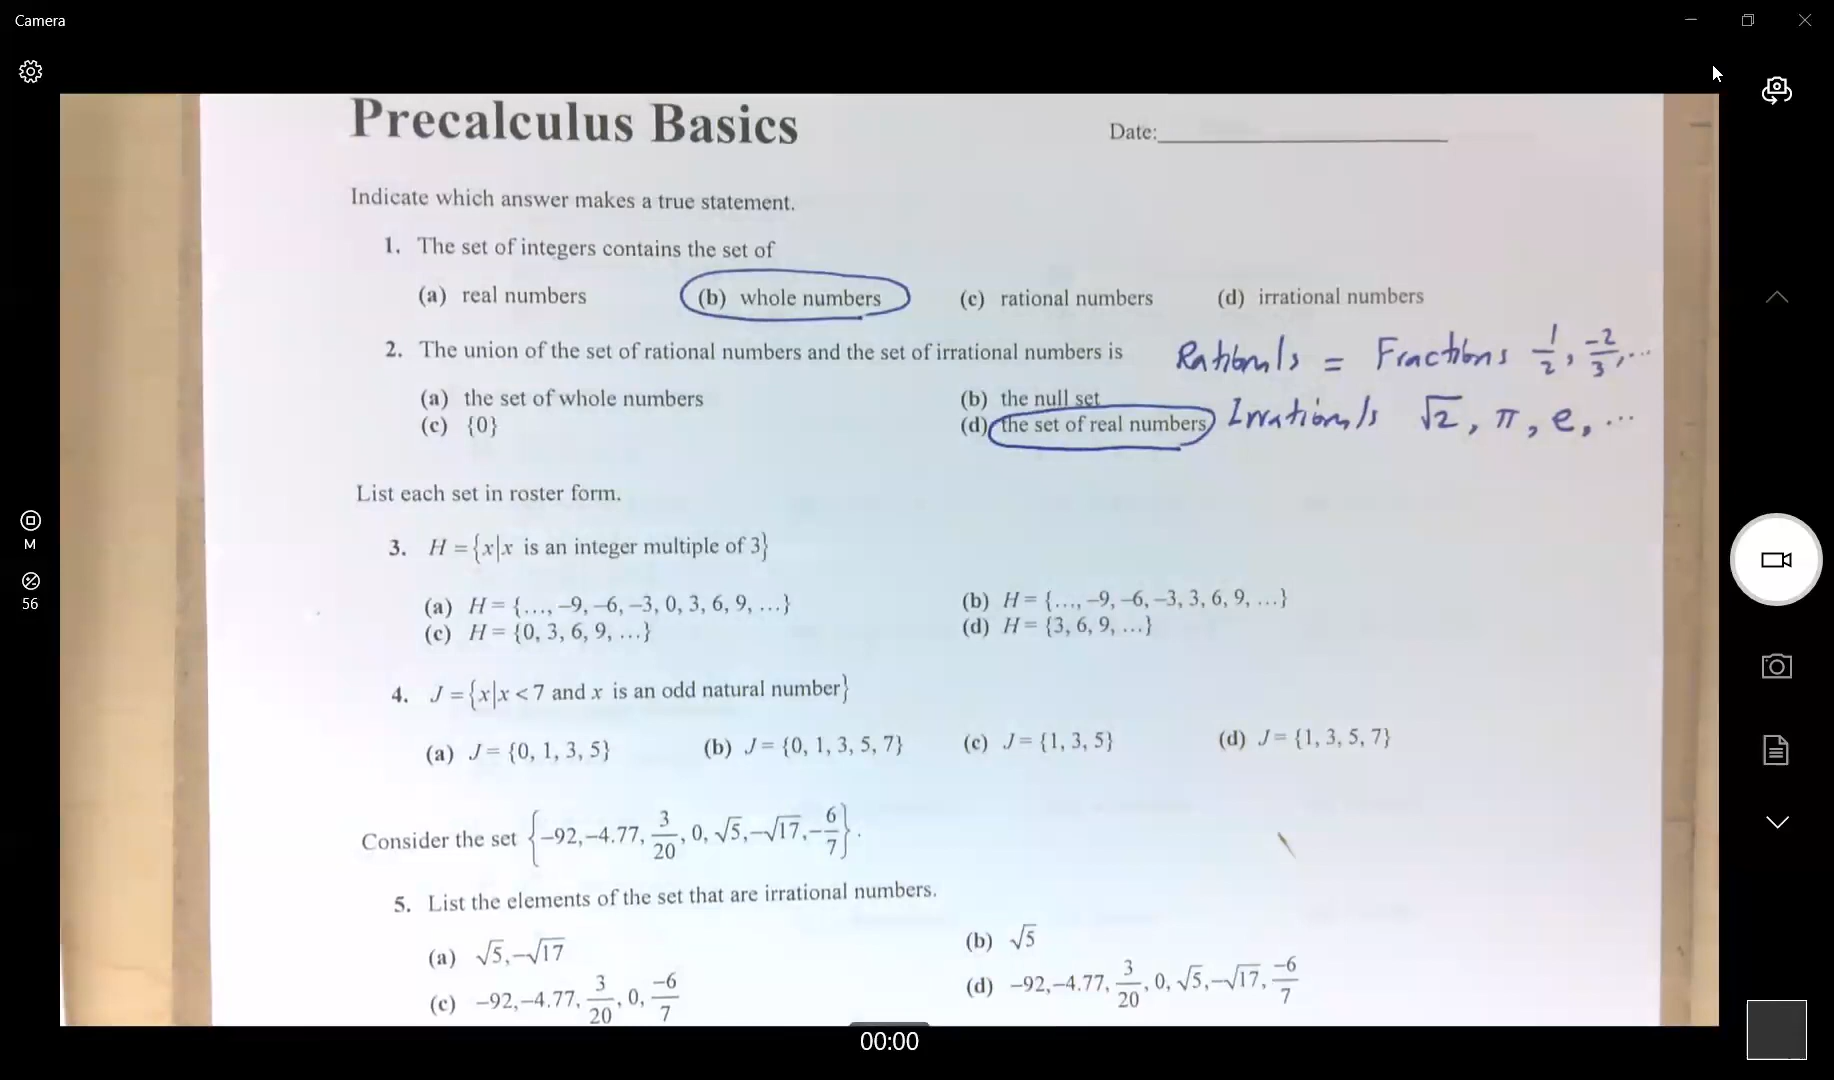 Camera
Precalculus Basics
Date:
Indicate which answer makes a true statement.
1. The set of integers contains the set of
(a) real numbers (b) whole numbers (c) rational numbers (d) irrational numbers
2. The union of the set of rational numbers and the set of irrational numbers is
Rationals = Fractions 1/2, -2/3, ...
(a) the set of whole numbers (b) the null set
(c) {0} (d) the set of real numbers
Irrationals √2, π, e, ...
List each set in roster form.
3. H = {x|x is an integer multiple of 3}
(a) H = {…, –9, –6, –3, 0, 3, 6, 9, …} (b) H = {…, –9, –6, –3, 3, 6, 9, …}
(c) H = {0, 3, 6, 9, …} (d) H = {3, 6, 9, …}
4. J = {x|x < 7 and x is an odd natural number}
(a) J = {0, 1, 3, 5} (b) J = {0, 1, 3, 5, 7} (c) J = {1, 3, 5} (d) J = {1, 3, 5, 7}
Consider the set {–92, –4.77, 3/20, 0, √5, –√17, –6/7}.
5. List the elements of the set that are irrational numbers.
(a) √5, –√17 (b) √5
(c) –92, –4.77, 3/20, 0, –6/7 (d) –92, –4.77, 3/20, 0, √5, –√17, –6/7
M
56
00:00